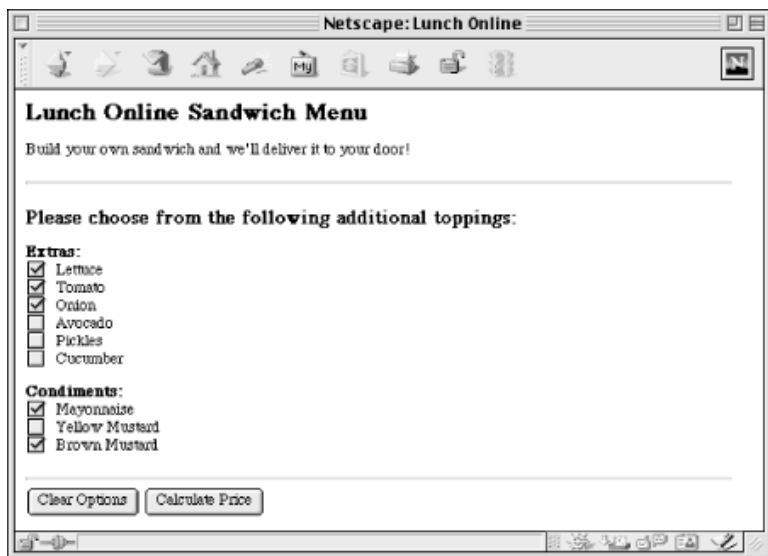 Netscape: Lunch Online
My
N
Lunch Online Sandwich Menu
Build your own sandwich and we'll deliver it to your door!
Please choose from the following additional toppings:
Extras:
Lettuce
Tomato
Onion
Avocado
Pickles
Cucumber
Condiments:
Mayonnaise
Yellow Mustard
Brown Mustard
Clear Options Calculate Price